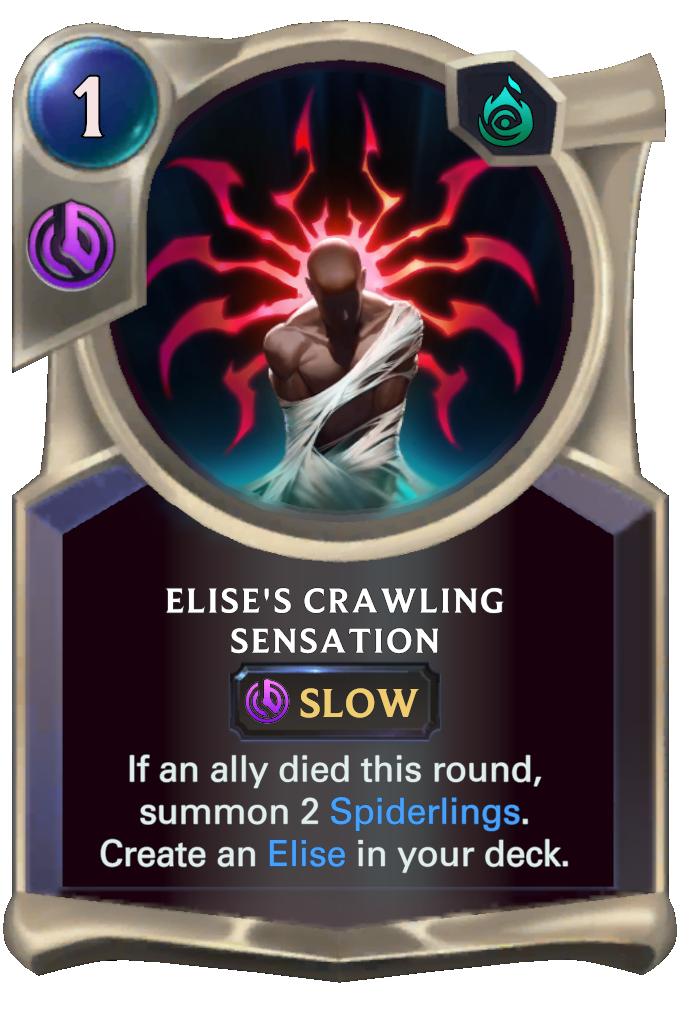 1
ELISE'S CRAWLING
SENSATION
SLOW
If an ally died this round,
summon 2 Spiderlings.
Create an Elise in your deck.